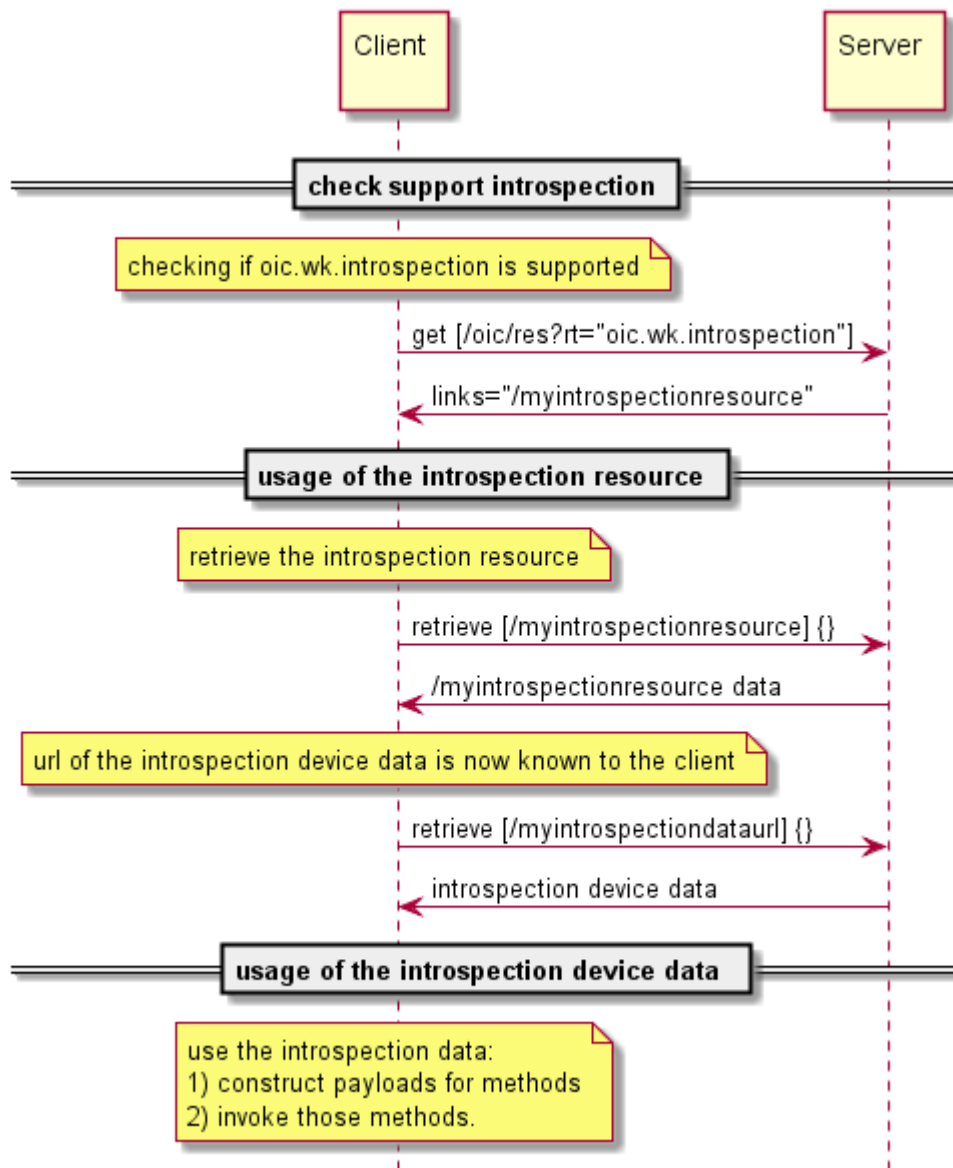 Client
Server
check support introspection
checking if oic.wk.introspection is supported
get [/oic/res?rt="oic.wk.introspection"]
links="/myintrospectionresource"
usage of the introspection resource
retrieve the introspection resource
retrieve [/myintrospectionresource] {}
/myintrospectionresource data
url of the introspection device data is now known to the client
retrieve [/myintrospectiondataurl] {}
introspection device data
usage of the introspection device data
use the introspection data:
1) construct payloads for methods
2) invoke those methods.